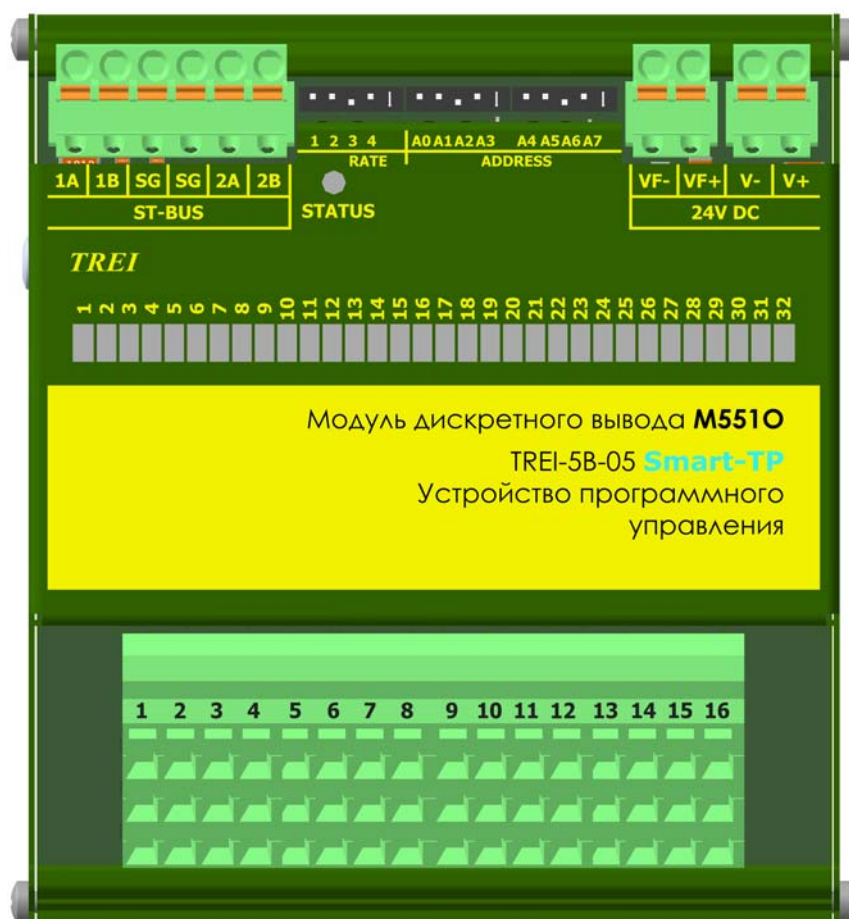 1 2 3 4 A0 A1 A2 A3 A4 A5 A6 A7
RATE ADDRESS
1A 1B SG SG 2A 2B VF- VF+ V- V+
ST-BUS STATUS 24V DC
TREI
1 2 3 4 5 6 7 8 9 10 11 12 13 14 15 16 17 18 19 20 21 22 23 24 25 26 27 28 29 30 31 32
Модуль дискретного вывода M551O
TREI-5B-05 Smart-TP
Устройство программного
управления
1 2 3 4 5 6 7 8 9 10 11 12 13 14 15 16